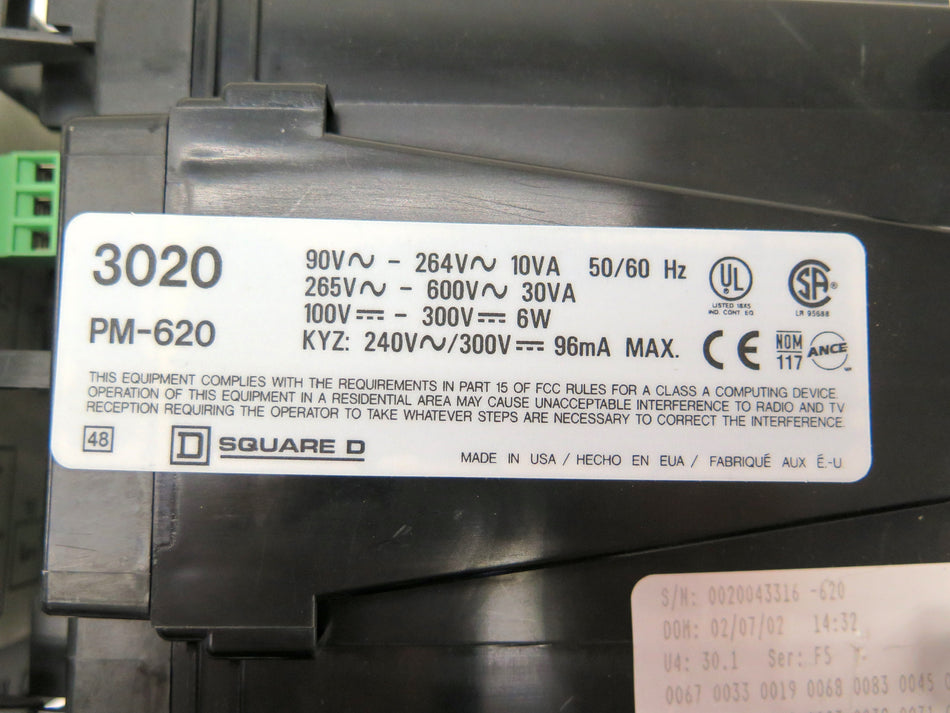 3020
PM-620
90V~ - 264V~ 10VA 50/60 Hz
265V~ - 600V~ 30VA
100V⎓ - 300V⎓ 6W
KYZ: 240V~/300V⎓ 96mA MAX.
UL
LISTED 18X5
IND. CONT. EQ.
SA®
LR 95688
CE
NOM
117
ANCE
THIS EQUIPMENT COMPLIES WITH THE REQUIREMENTS IN PART 15 OF FCC RULES FOR A CLASS A COMPUTING DEVICE.
OPERATION OF THIS EQUIPMENT IN A RESIDENTIAL AREA MAY CAUSE UNACCEPTABLE INTERFERENCE TO RADIO AND TV
RECEPTION REQUIRING THE OPERATOR TO TAKE WHATEVER STEPS ARE NECESSARY TO CORRECT THE INTERFERENCE.
48
D SQUARE D
MADE IN USA / HECHO EN EUA / FABRIQUÉ AUX É.-U
S/N: 0020043316 -620
DOM: 02/07/02 14:32
U4: 30.1 Ser: F5
0067 0033 0019 0068 0083 0045